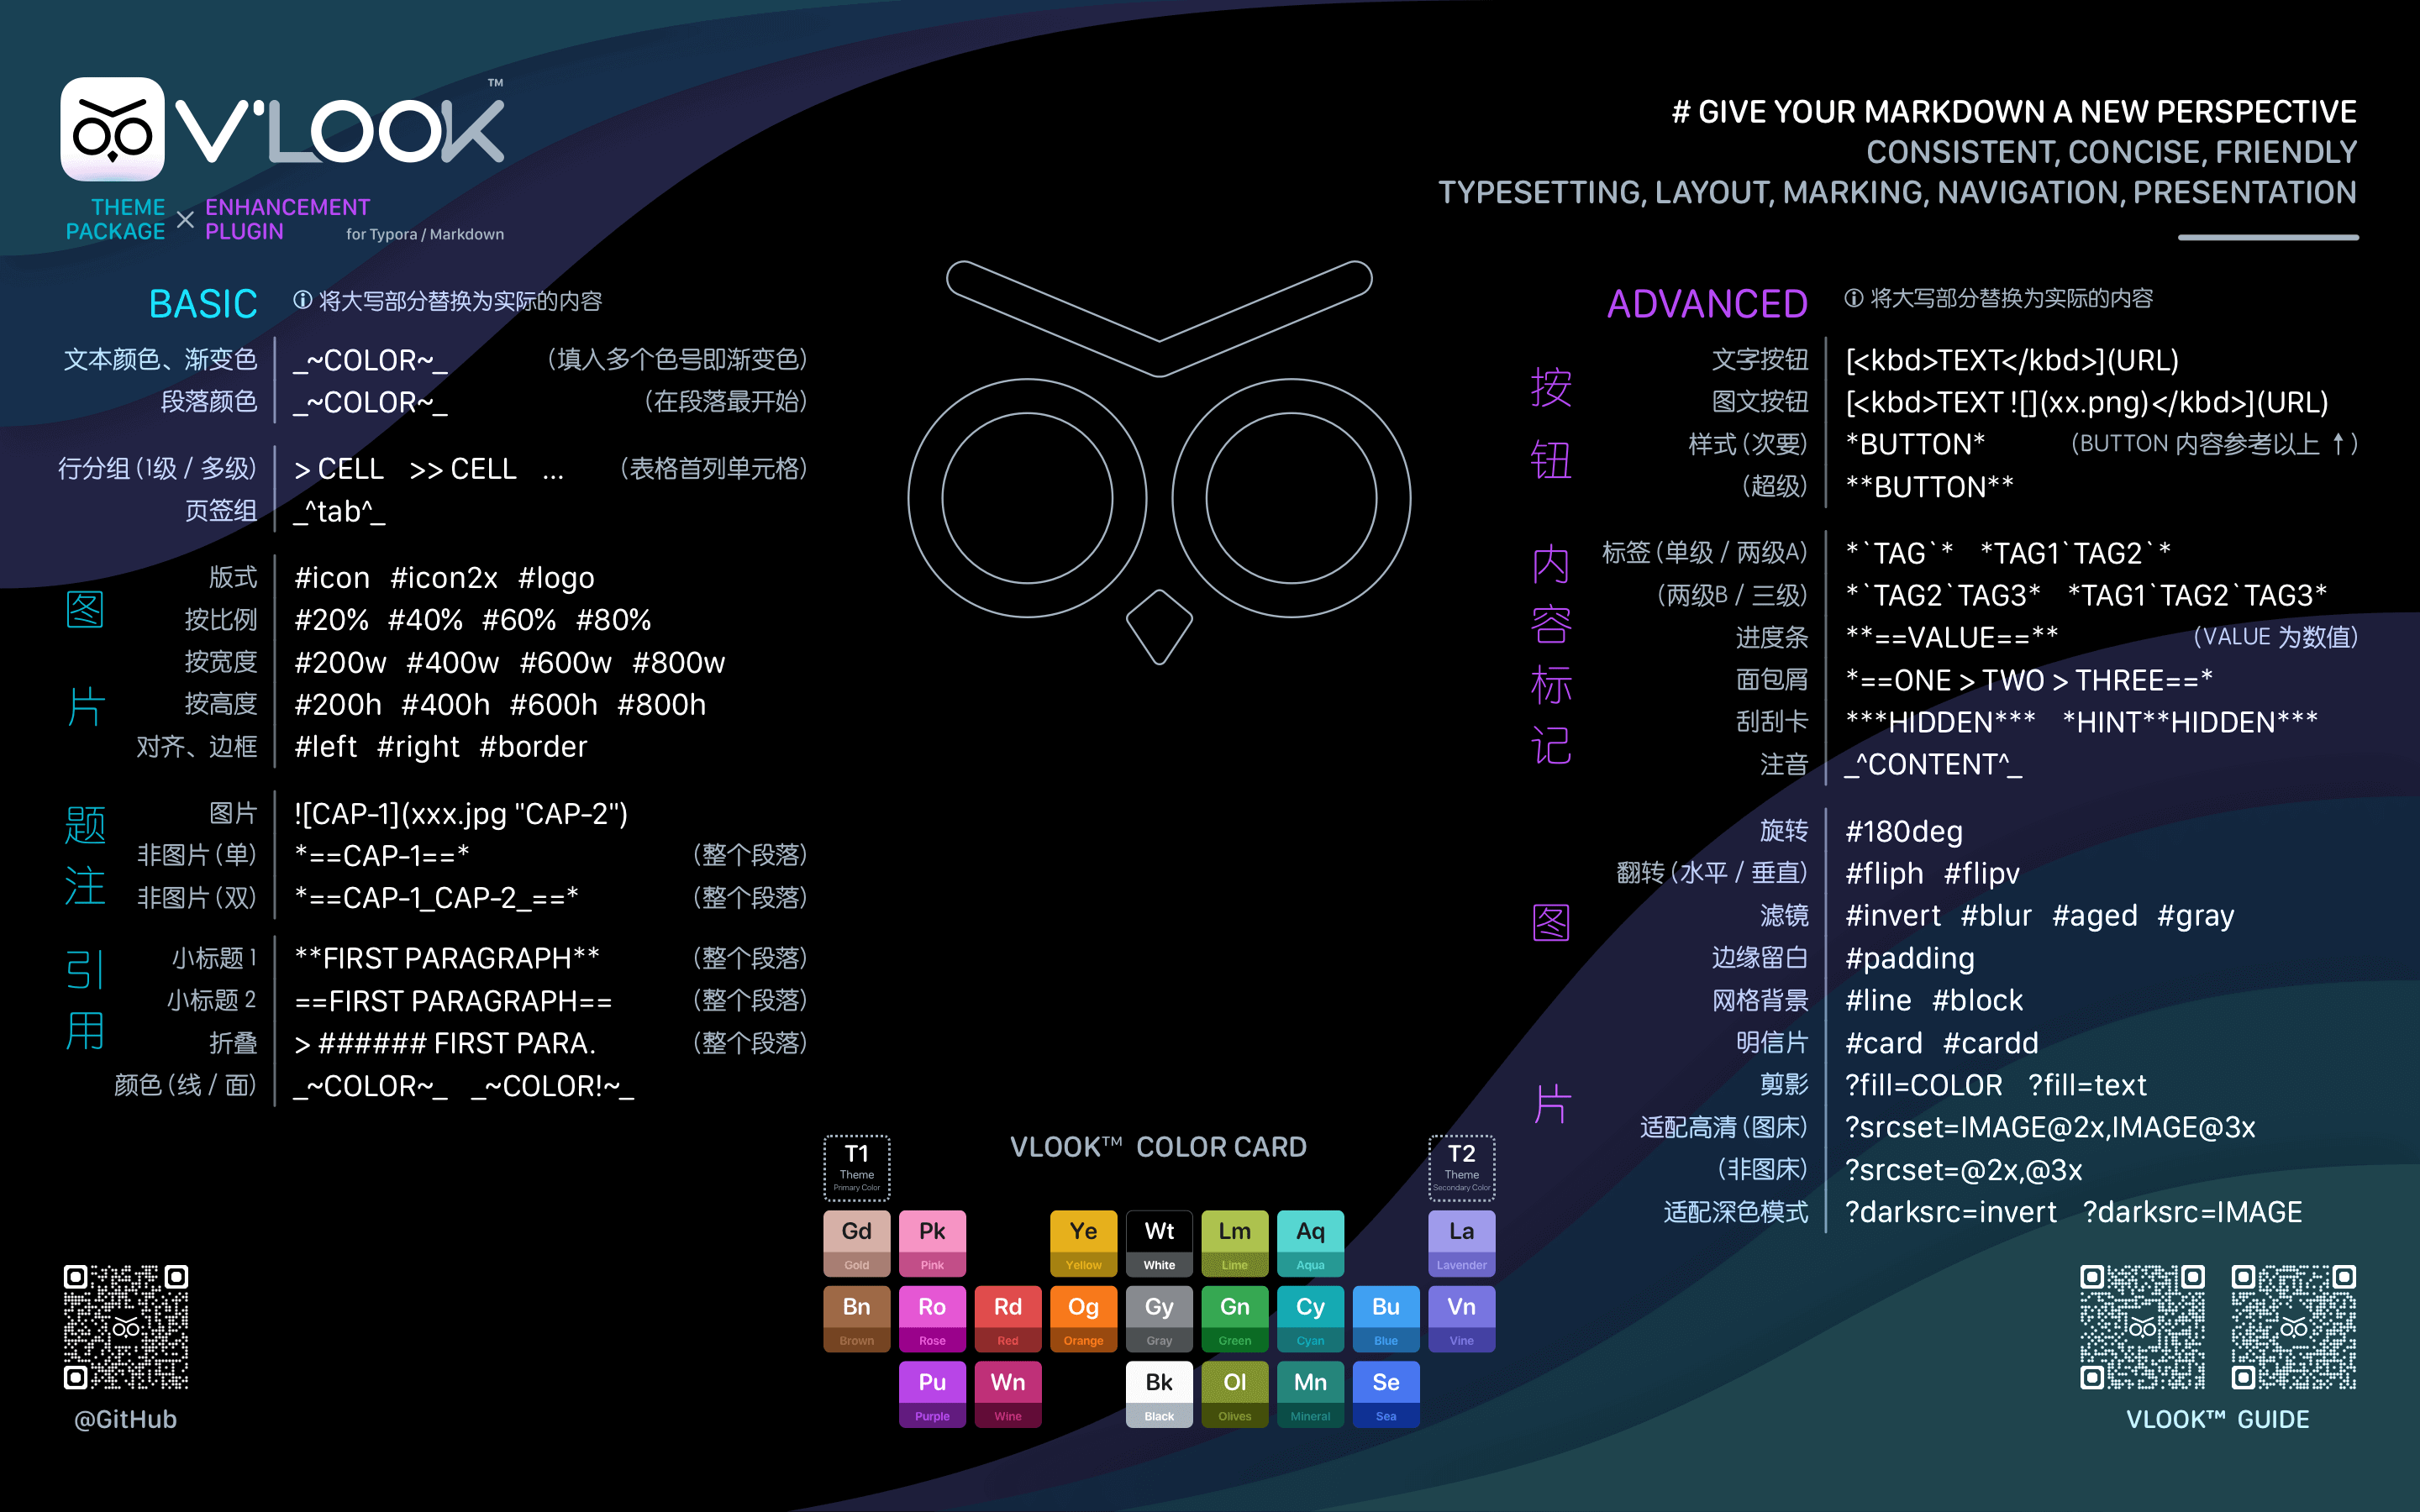 V'LOOK™
THEME PACKAGE × ENHANCEMENT PLUGIN
for Typora / Markdown
# GIVE YOUR MARKDOWN A NEW PERSPECTIVE
CONSISTENT, CONCISE, FRIENDLY
TYPESETTING, LAYOUT, MARKING, NAVIGATION, PRESENTATION
BASIC ⓘ 将大写部分替换为实际的内容
文本颜色、渐变色 _~COLOR~_ （填入多个色号即渐变色）
段落颜色 _~COLOR~_ （在段落最开始）
行分组（1级 / 多级） > CELL >> CELL ... （表格首列单元格）
页签组 _^tab^_
图片
版式 #icon #icon2x #logo
按比例 #20% #40% #60% #80%
按宽度 #200w #400w #600w #800w
按高度 #200h #400h #600h #800h
对齐、边框 #left #right #border
题注
图片 ![CAP-1](xxx.jpg "CAP-2")
非图片（单） *==CAP-1==* （整个段落）
非图片（双） *==CAP-1_CAP-2_==* （整个段落）
引用
小标题 1 **FIRST PARAGRAPH** （整个段落）
小标题 2 ==FIRST PARAGRAPH== （整个段落）
折叠 > ###### FIRST PARA. （整个段落）
颜色（线 / 面） _~COLOR~_ _~COLOR!~_
@GitHub
ADVANCED ⓘ 将大写部分替换为实际的内容
按钮
文字按钮 [<kbd>TEXT</kbd>](URL)
图文按钮 [<kbd>TEXT ![](xx.png)</kbd>](URL)
样式（次要） *BUTTON* （BUTTON 内容参考以上 ↑）
（超级） **BUTTON**
内容标记
标签（单级 / 两级A） *`TAG`* *TAG1`TAG2`*
（两级B / 三级） *`TAG2`TAG3* *TAG1`TAG2`TAG3*
进度条 **==VALUE==** （VALUE 为数值）
面包屑 *==ONE > TWO > THREE==*
刮刮卡 ***HIDDEN*** *HINT**HIDDEN***
注音 _^CONTENT^_
图片
旋转 #180deg
翻转（水平 / 垂直） #fliph #flipv
滤镜 #invert #blur #aged #gray
边缘留白 #padding
网格背景 #line #block
明信片 #card #cardd
剪影 ?fill=COLOR ?fill=text
适配高清（图床） ?srcset=IMAGE@2x,IMAGE@3x
（非图床） ?srcset=@2x,@3x
适配深色模式 ?darksrc=invert ?darksrc=IMAGE
VLOOK™ COLOR CARD
T1 Theme Primary Color
T2 Theme Secondary Color
Gd Pk Ye Wt Lm Aq La
Gold Pink Yellow White Lime Aqua Lavender
Bn Ro Rd Og Gy Gn Cy Bu Vn
Brown Rose Red Orange Gray Green Cyan Blue Vine
Pu Wn Bk Ol Mn Se
Purple Wine Black Olives Mineral Sea
VLOOK™ GUIDE